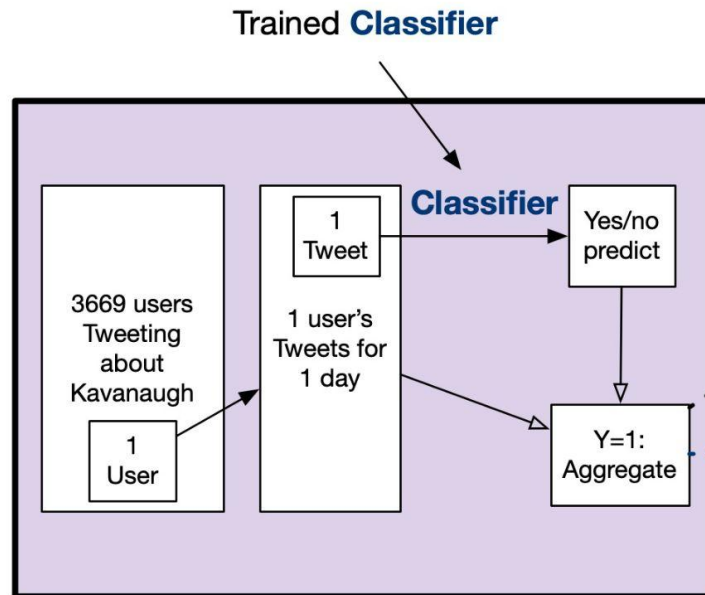 Trained Classifier
3669 users
Tweeting
about
Kavanaugh
1
User
1
Tweet
1 user's
Tweets for
1 day
Classifier
Yes/no
predict
Y=1:
Aggregate